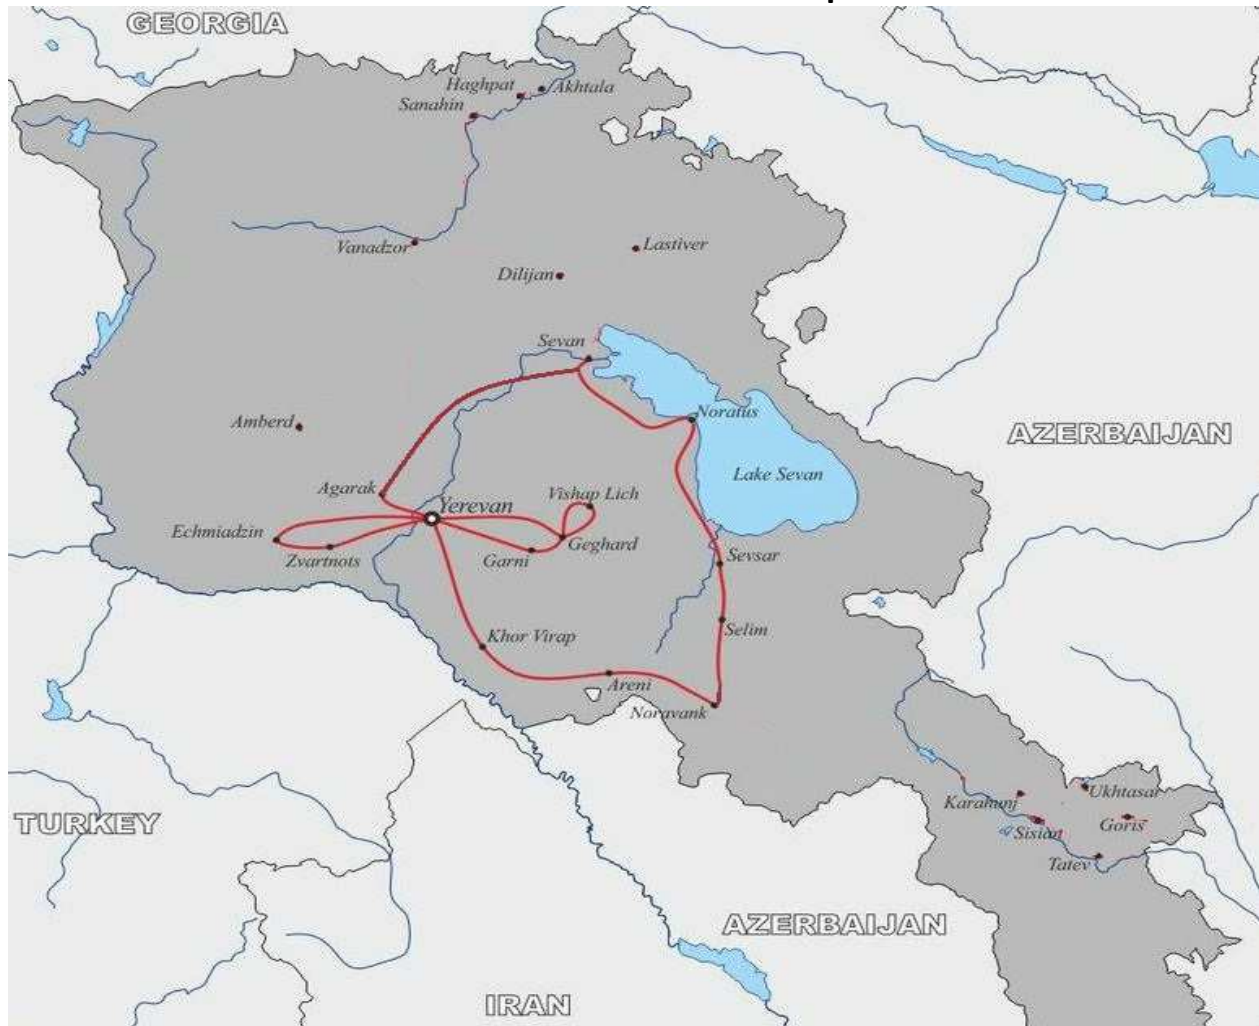 GEORGIA
Haghpat
Akhtala
Sanahin
Vanadzor
Lastiver
Dilijan
Sevan
Noratus
Amberd
AZERBAIJAN
Lake Sevan
Agarak
Vishap Lich
Yerevan
Echmiadzin
Geghard
Zvartnots
Garni
Sevsar
Selim
Khor Virap
Areni
Noravank
Ukhtasar
Karahunj
Goris
Sisian
TURKEY
Tatev
AZERBAIJAN
IRAN